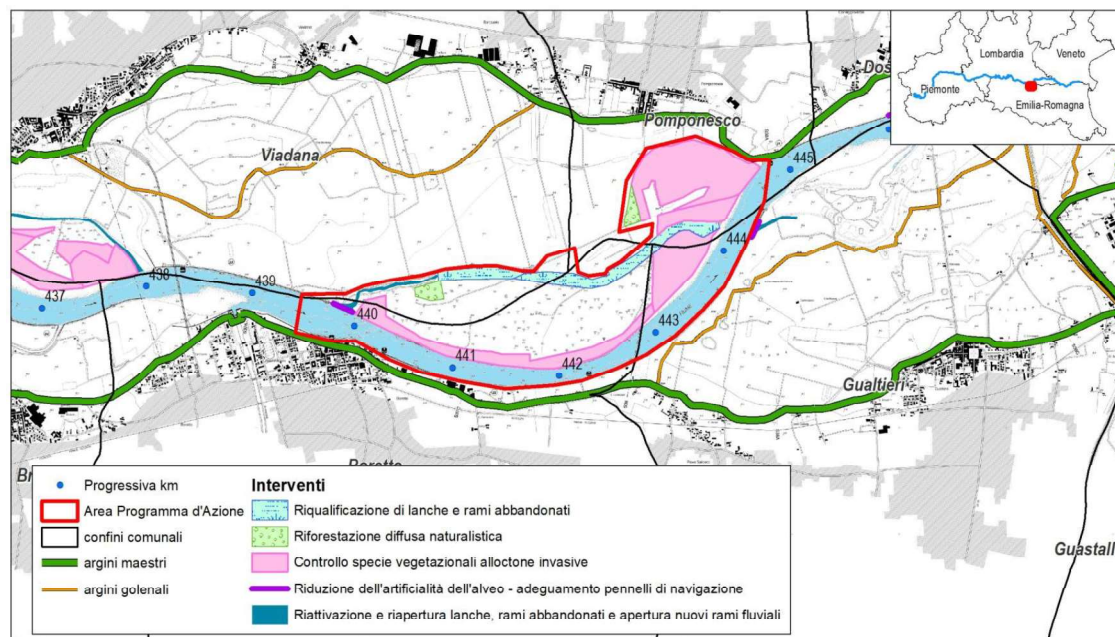 Lombardia
Veneto
Piemonte
Emilia-Romagna
Dos
Pomponesco
Viadana
445
444
443
442
441
440
439
438
437
Gualtieri
Br
Guastall
Progressiva km
Area Programma d'Azione
confini comunali
argini maestri
argini golenali
Interventi
Riqualificazione di lanche e rami abbandonati
Riforestazione diffusa naturalistica
Controllo specie vegetazionali alloctone invasive
Riduzione dell'artificialità dell'alveo - adeguamento pennelli di navigazione
Riattivazione e riapertura lanche, rami abbandonati e apertura nuovi rami fluviali